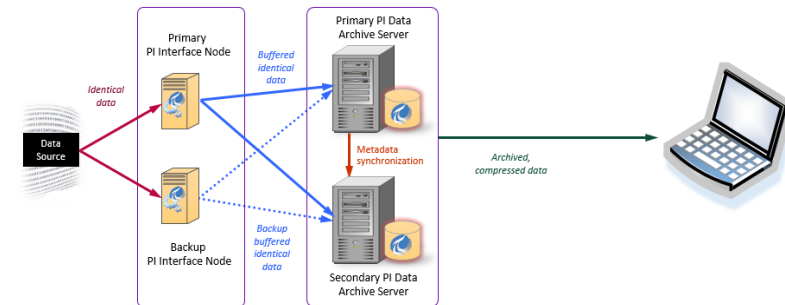 Primary
PI Interface Node
Primary PI Data
Archive Server
Identical
data
Buffered
identical
data
Data
Source
Metadata
synchronization
Archived,
compressed data
Backup
PI Interface Node
Backup
buffered
identical
data
Secondary PI Data
Archive Server